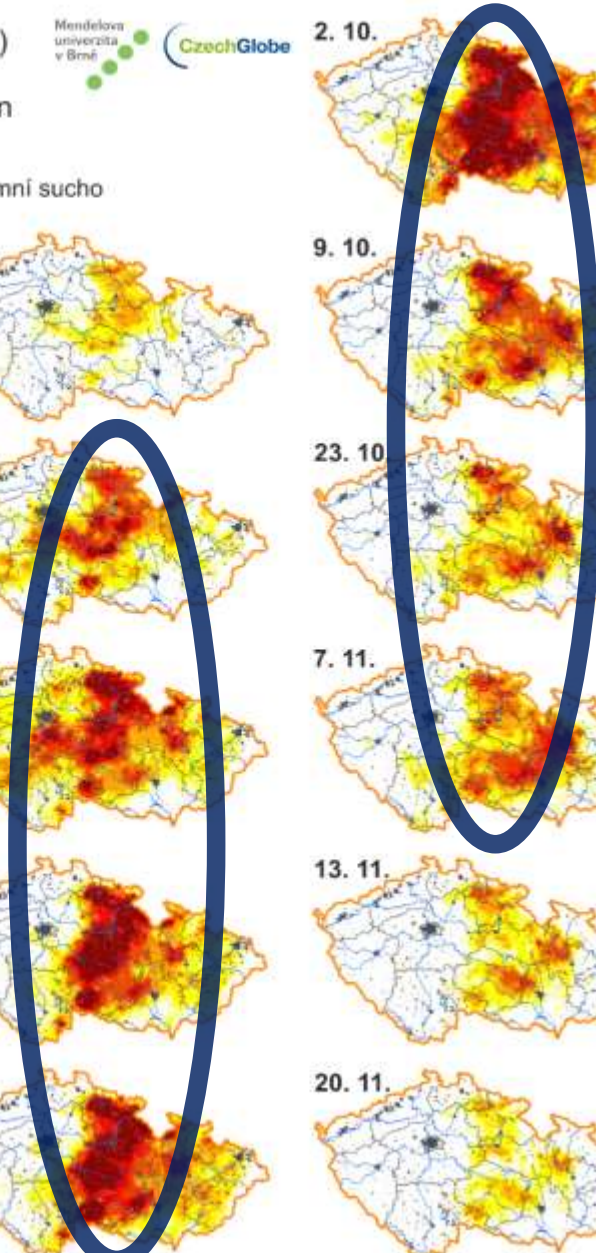 )
Mendelova
univerzita
v Brně
CzechGlobe
n
mní sucho
2. 10.
9. 10.
23. 10.
7. 11.
13. 11.
20. 11.